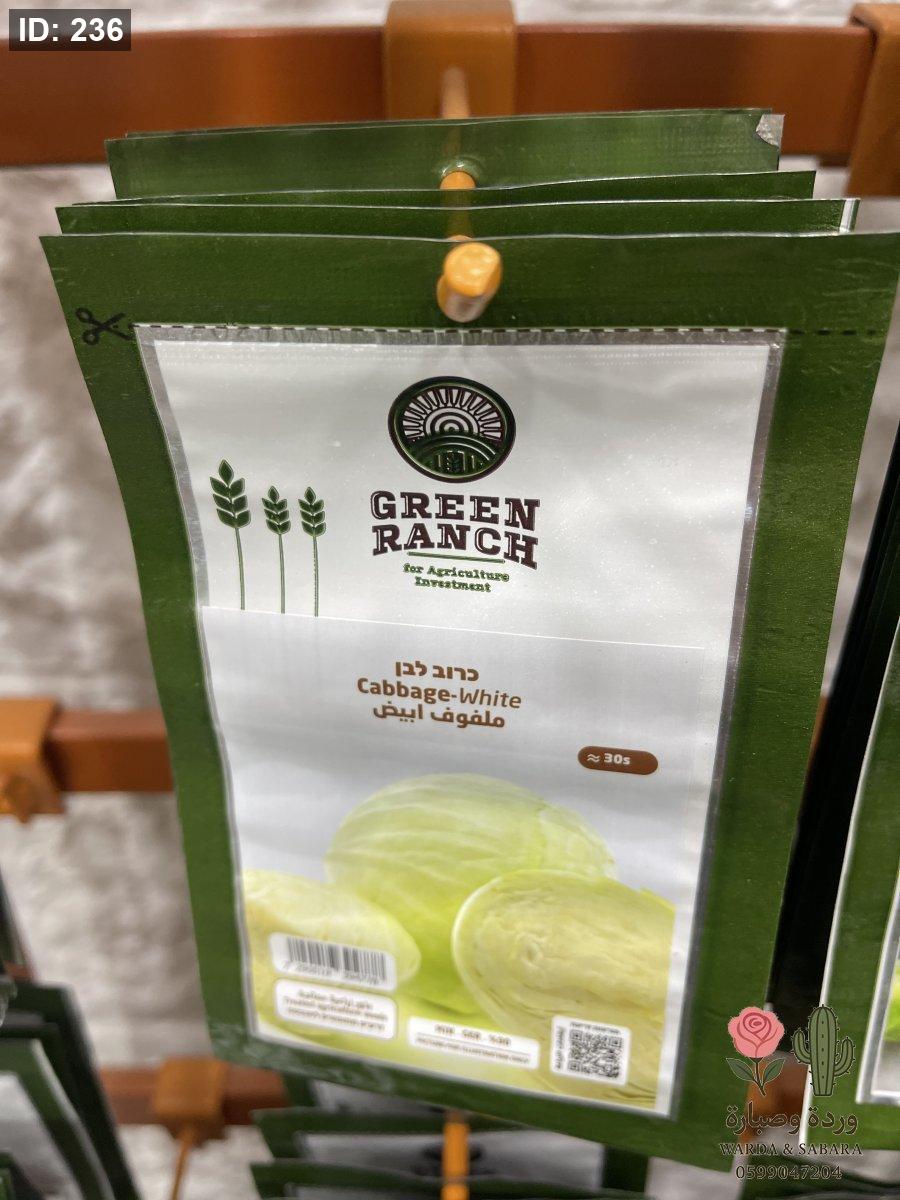 ID: 236
GREEN
RANCH
for Agriculture
Investment
כרוב לבן
Cabbage-White
ملفوف ابيض
≈ 30s
وردة وصبارة
WARDA & SABARA
0599047204